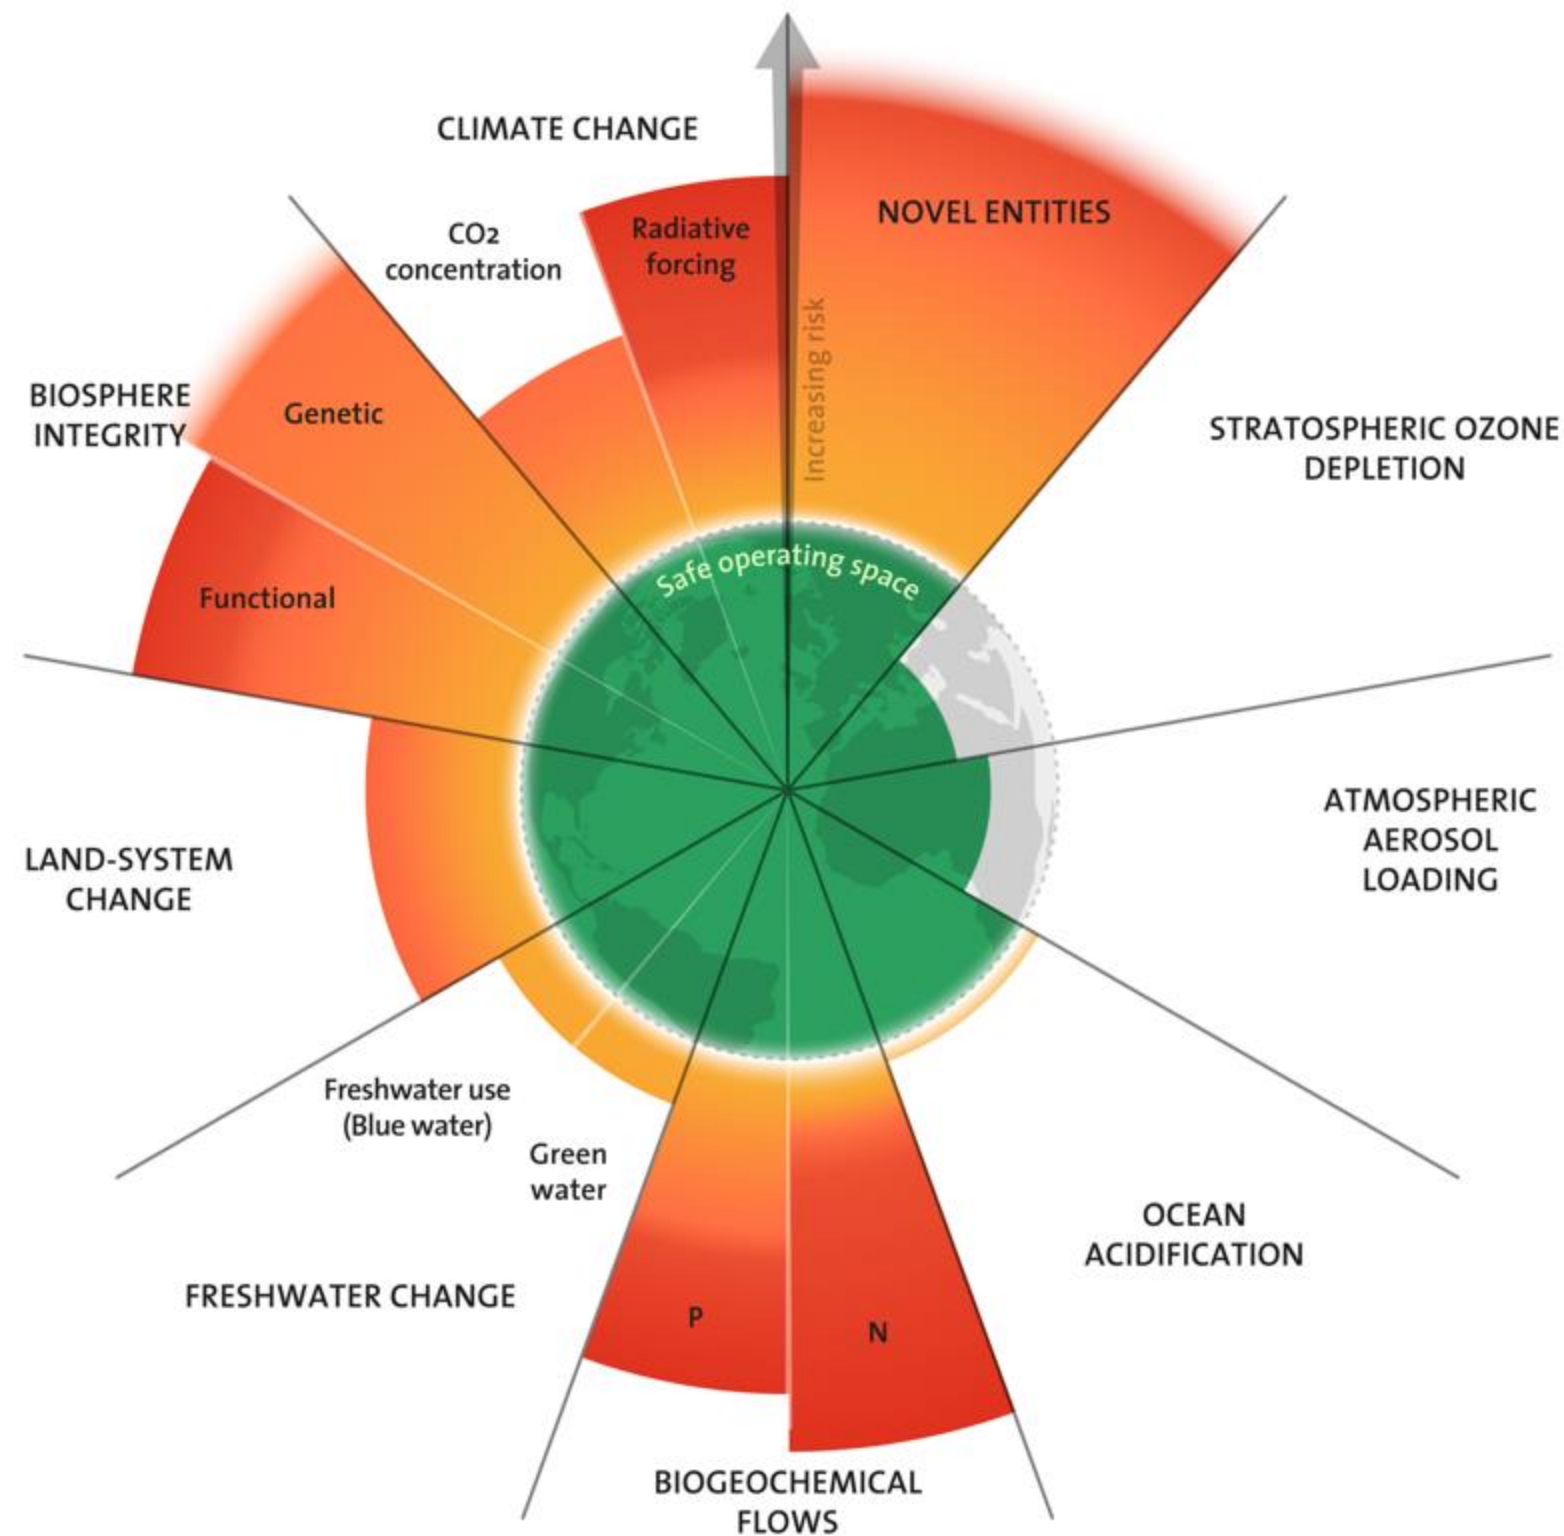 CLIMATE CHANGE
CO2
concentration
Radiative
forcing
NOVEL ENTITIES
Increasing risk
STRATOSPHERIC OZONE
DEPLETION
BIOSPHERE
INTEGRITY
Genetic
Functional
Safe operating space
ATMOSPHERIC
AEROSOL
LOADING
LAND-SYSTEM
CHANGE
Freshwater use
(Blue water)
Green
water
FRESHWATER CHANGE
OCEAN
ACIDIFICATION
P
N
BIOGEOCHEMICAL
FLOWS